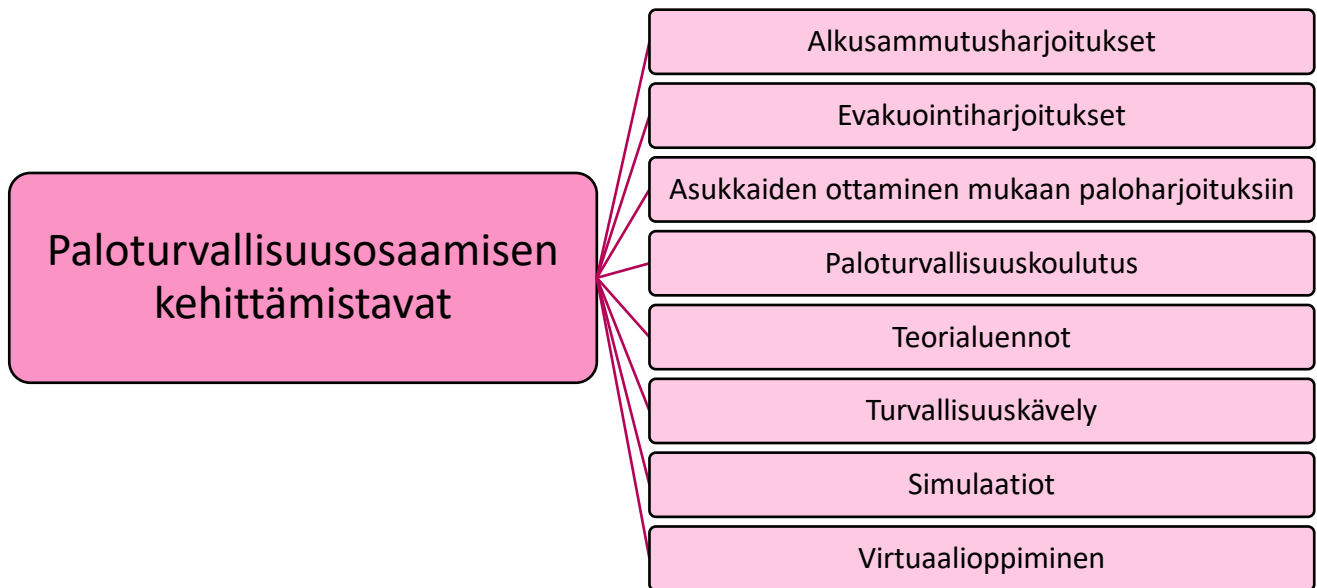 Paloturvallisuusosaamisen
kehittämistavat
Alkusammutusharjoitukset
Evakuointiharjoitukset
Asukkaiden ottaminen mukaan paloharjoituksiin
Paloturvallisuuskoulutus
Teorialuennot
Turvallisuuskävely
Simulaatiot
Virtuaalioppiminen